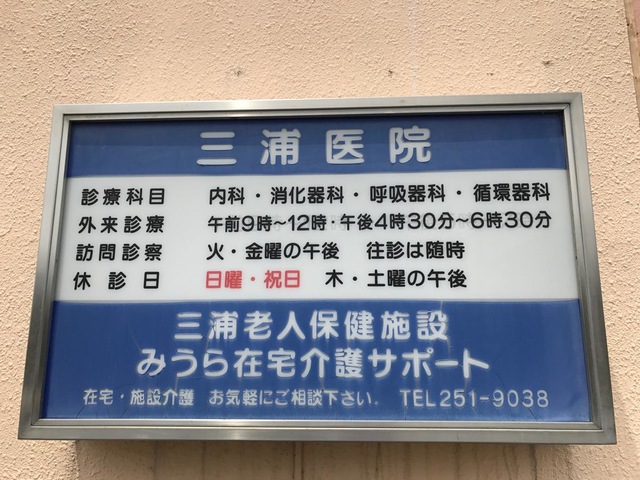 三浦医院
診療科目 内科・消化器科・呼吸器科・循環器科
外来診療 午前9時～12時・午後4時30分～6時30分
訪問診察 火・金曜の午後 往診は随時
休診日 日曜・祝日 木・土曜の午後
三浦老人保健施設
みうら在宅介護サポート
在宅・施設介護 お気軽にご相談下さい. TEL251-9038